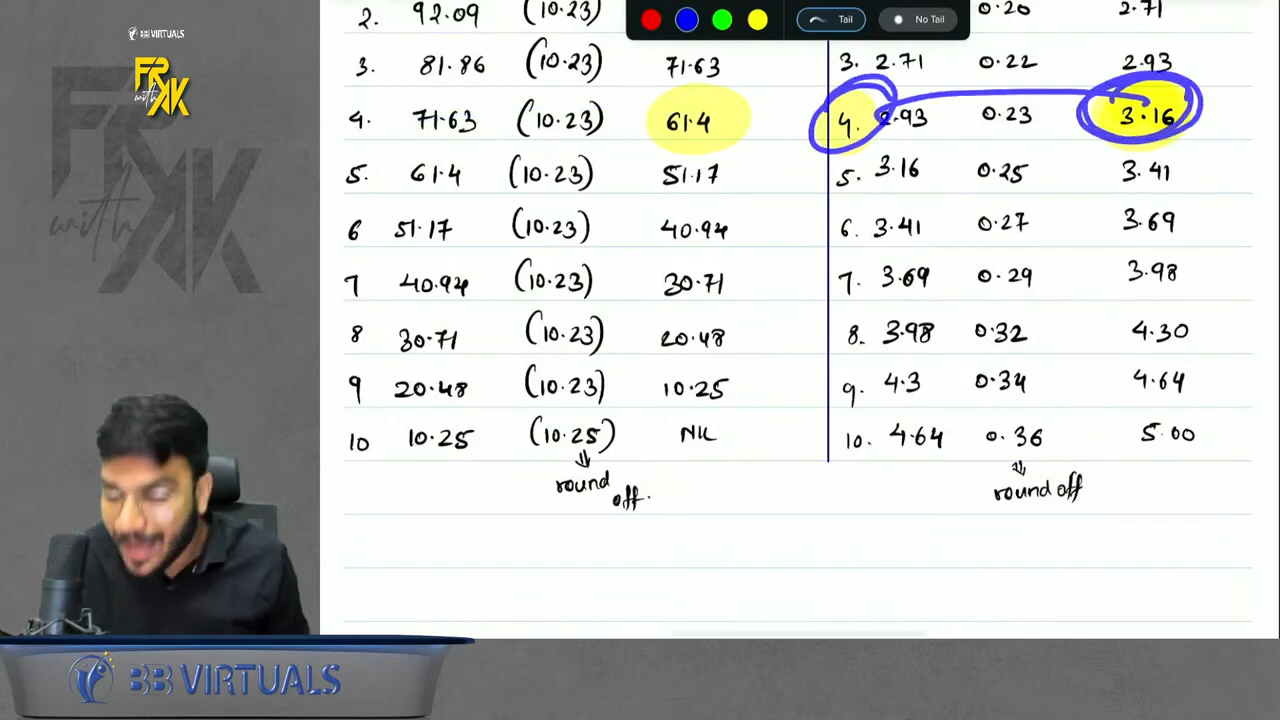 BB VIRTUALS
FR
with
AK
FR
with
AK
Tail
No Tail
2. 92.09 (10.23)
0.20 2.71
3. 81.86 (10.23) 71.63
3. 2.71 0.22 2.93
4. 71.63 (10.23) 61.4
4. 2.93 0.23 3.16
5. 61.4 (10.23) 51.17
5. 3.16 0.25 3.41
6 51.17 (10.23) 40.94
6. 3.41 0.27 3.69
7 40.94 (10.23) 30.71
7. 3.69 0.29 3.98
8 30.71 (10.23) 20.48
8. 3.98 0.32 4.30
9 20.48 (10.23) 10.25
9. 4.3 0.34 4.64
10 10.25 (10.25) NIL
10. 4.64 0.36 5.00
round off.
round off
BB VIRTUALS